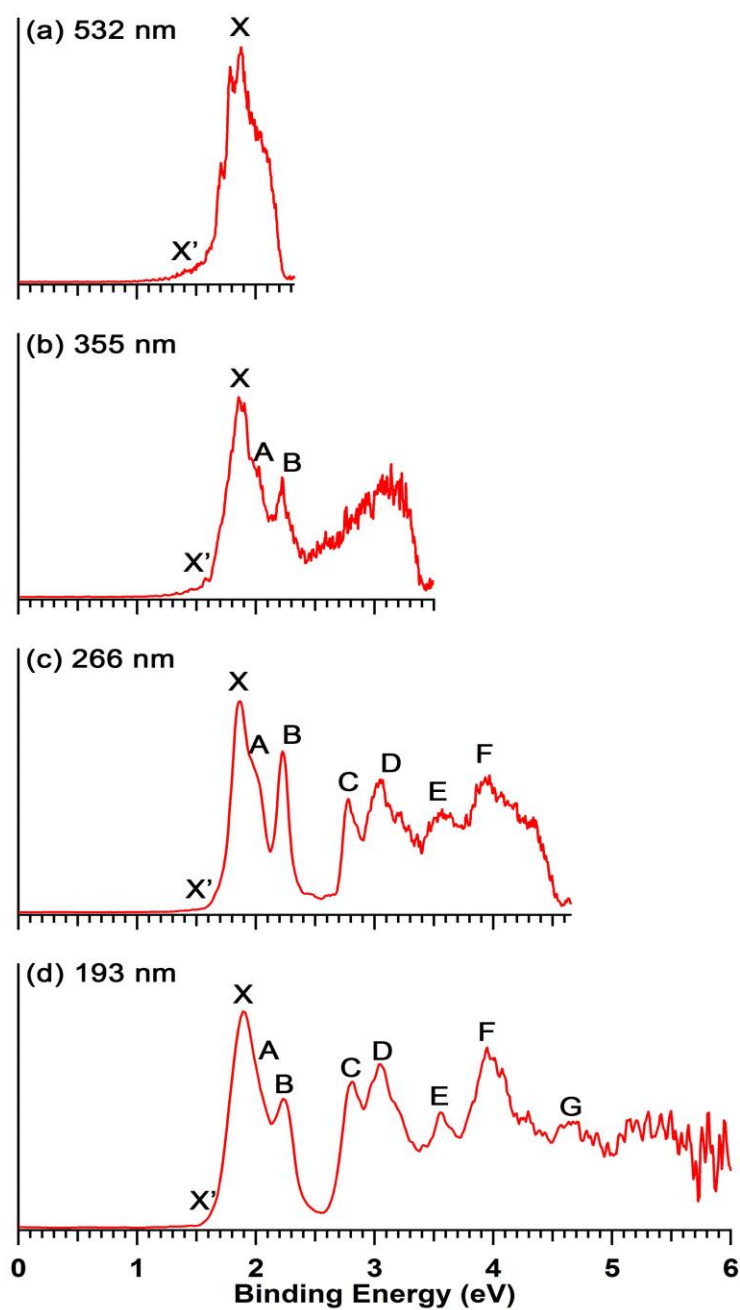 (a) 532 nm
X
X'
(b) 355 nm
X
A
B
X'
(c) 266 nm
X
A
B
C
D
E
F
X'
(d) 193 nm
X
A
B
C
D
E
F
G
X'
0 1 2 3 4 5 6
Binding Energy (eV)